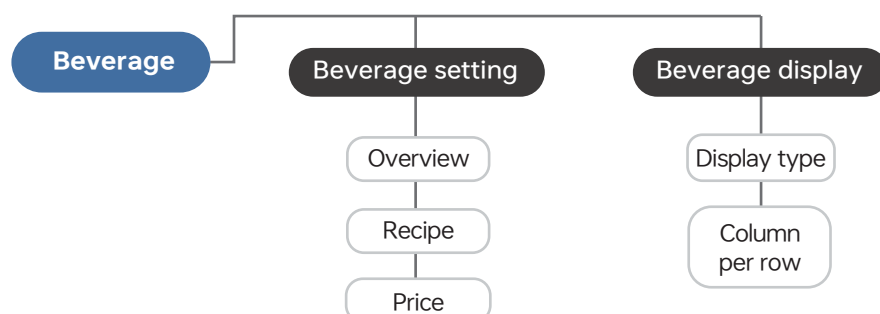 Beverage
Beverage setting
Beverage display
Overview
Display type
Recipe
Column
per row
Price